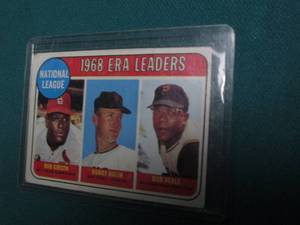 1968 ERA LEADERS
NATIONAL
LEAGUE
BOB GIBSON
BOBBY BOLIN
BOB VEALE